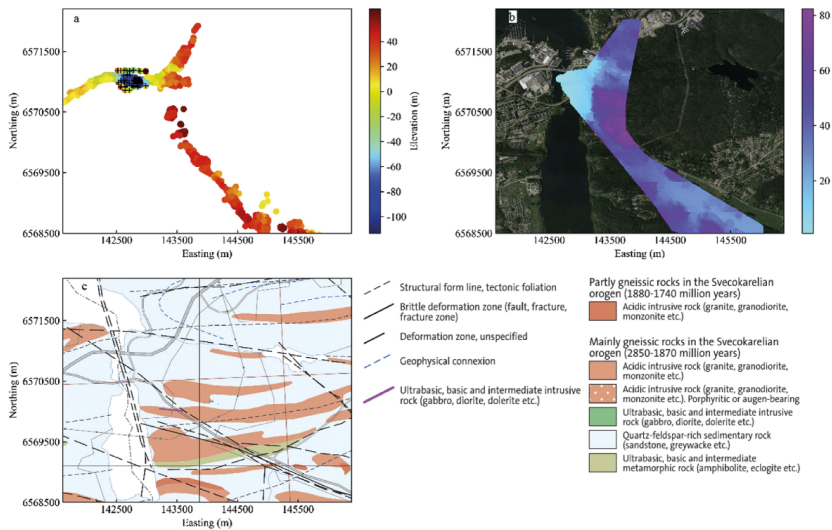 a
6571500
6570500
6569500
6568500
Northing (m)
142500
143500
144500
145500
Easting (m)
40
20
0
-20
-40
-60
-80
-100
Elevation (m)
b
6571500
6570500
6569500
6568500
Northing (m)
142500
143500
144500
145500
Easting (m)
80
60
40
20
c
6571500
6570500
6569500
6568500
Northing (m)
142500
143500
144500
145500
Easting (m)
Structural form line, tectonic foliation
Brittle deformation zone (fault, fracture,
fracture zone)
Deformation zone, unspecified
Geophysical connexion
Ultrabasic, basic and intermediate intrusive
rock (gabbro, diorite, dolerite etc.)
Partly gneissic rocks in the Svecokarelian
orogen (1880-1740 million years)
Acidic intrusive rock (granite, granodiorite,
monzonite etc.)
Mainly gneissic rocks in the Svecokarelian
orogen (2850-1870 million years)
Acidic intrusive rock (granite, granodiorite,
monzonite etc.)
Acidic intrusive rock (granite, granodiorite,
monzonite etc.). Porphyritic or augen-bearing
Ultrabasic, basic and intermediate intrusive
rock (gabbro, diorite, dolerite etc.)
Quartz-feldspar-rich sedimentary rock
(sandstone, greywacke etc.)
Ultrabasic, basic and intermediate
metamorphic rock (amphibolite, eclogite etc.)